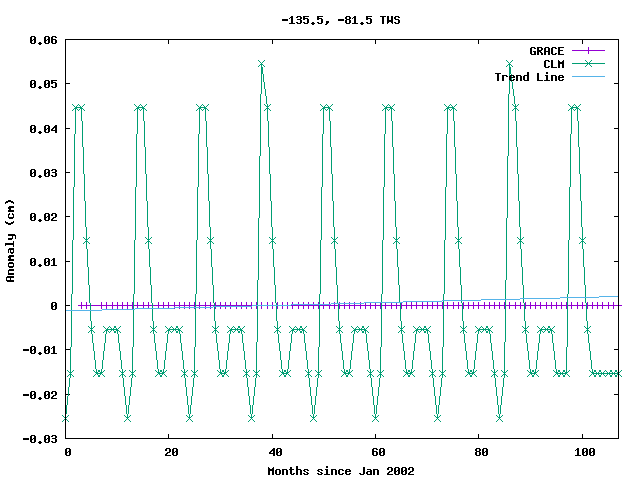 -135.5, -81.5 TWS
GRACE
CLM
Trend Line
0.06
0.05
0.04
0.03
0.02
0.01
0
-0.01
-0.02
-0.03
Anomaly (cm)
0 20 40 60 80 100
Months since Jan 2002